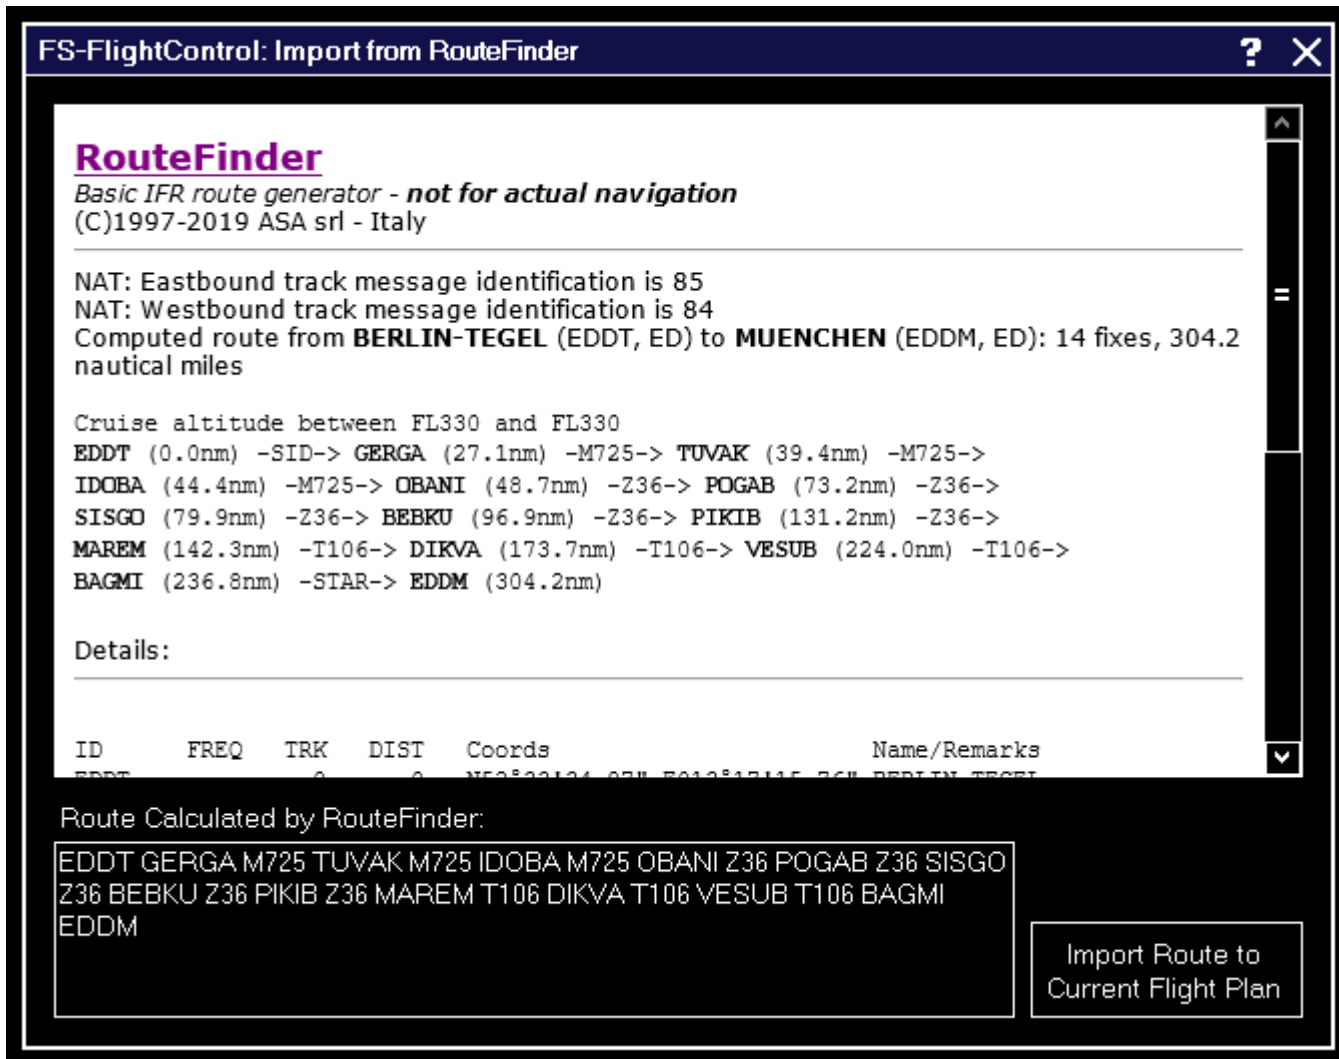 FS-FlightControl: Import from RouteFinder
RouteFinder
Basic IFR route generator - not for actual navigation
(C)1997-2019 ASA srl - Italy
NAT: Eastbound track message identification is 85
NAT: Westbound track message identification is 84
Computed route from BERLIN-TEGEL (EDDT, ED) to MUENCHEN (EDDM, ED): 14 fixes, 304.2
nautical miles
Cruise altitude between FL330 and FL330
EDDT (0.0nm) -SID-> GERGA (27.1nm) -M725-> TUVAK (39.4nm) -M725->
IDOBA (44.4nm) -M725-> OBANI (48.7nm) -Z36-> POGAB (73.2nm) -Z36->
SISGO (79.9nm) -Z36-> BEBKU (96.9nm) -Z36-> PIKIB (131.2nm) -Z36->
MAREM (142.3nm) -T106-> DIKVA (173.7nm) -T106-> VESUB (224.0nm) -T106->
BAGMI (236.8nm) -STAR-> EDDM (304.2nm)
Details:
ID FREQ TRK DIST Coords Name/Remarks
Route Calculated by RouteFinder:
EDDT GERGA M725 TUVAK M725 IDOBA M725 OBANI Z36 POGAB Z36 SISGO
Z36 BEBKU Z36 PIKIB Z36 MAREM T106 DIKVA T106 VESUB T106 BAGMI
EDDM
Import Route to
Current Flight Plan